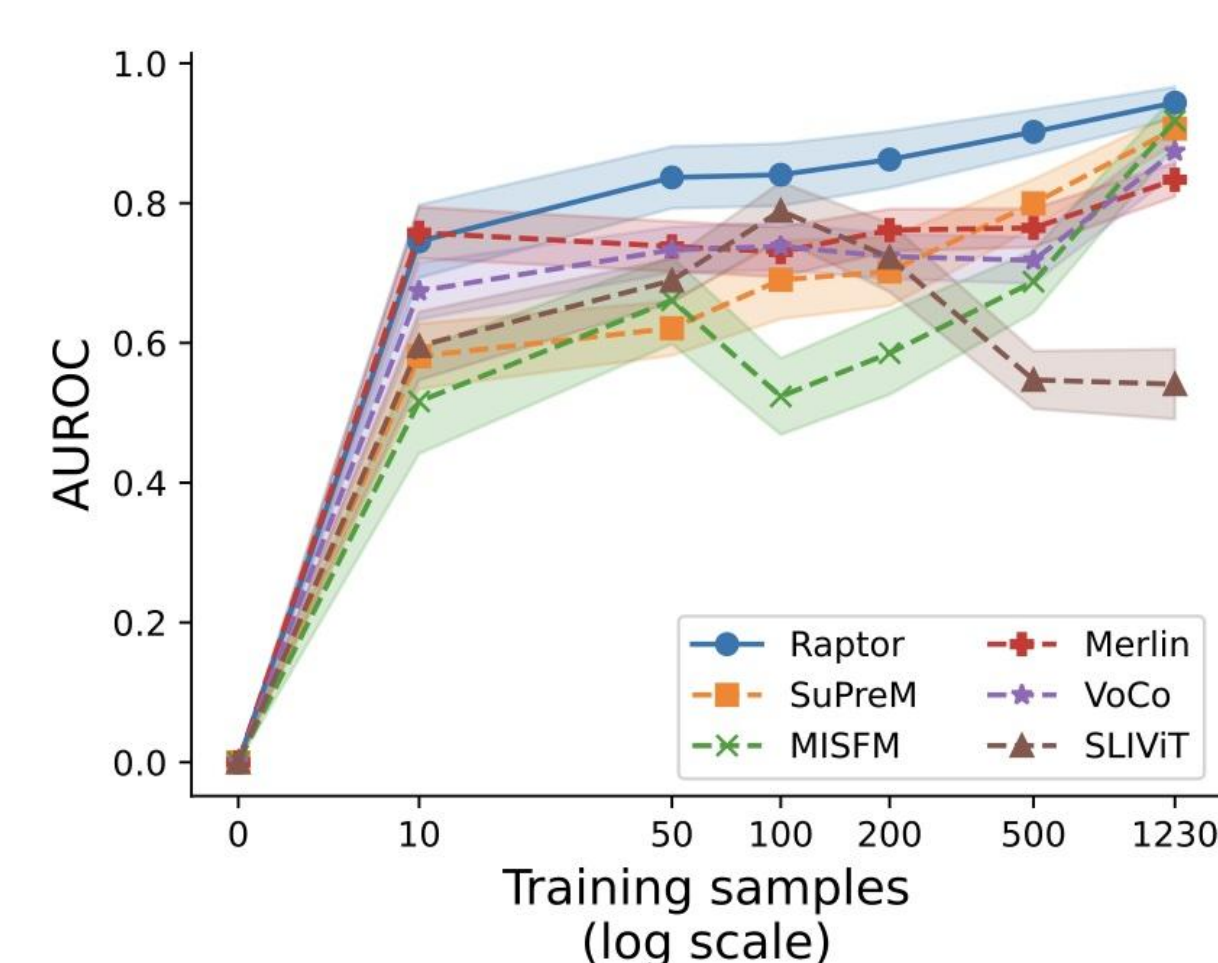 1.0
0.8
0.6
0.4
0.2
0.0
AUROC
Raptor
SuPreM
MISFM
Merlin
VoCo
SLIViT
0 10 50 100 200 500 1230
Training samples
(log scale)